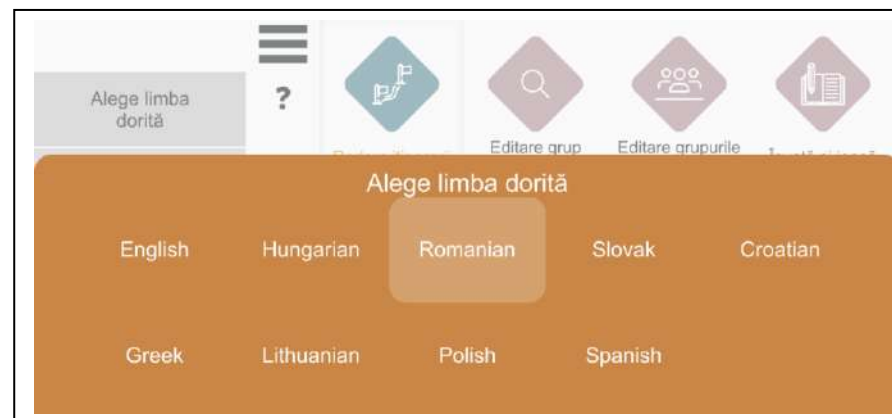 Alege limba
dorită
?
Editare grup
Editare grupurile
Alege limba dorită
English Hungarian Romanian Slovak Croatian
Greek Lithuanian Polish Spanish